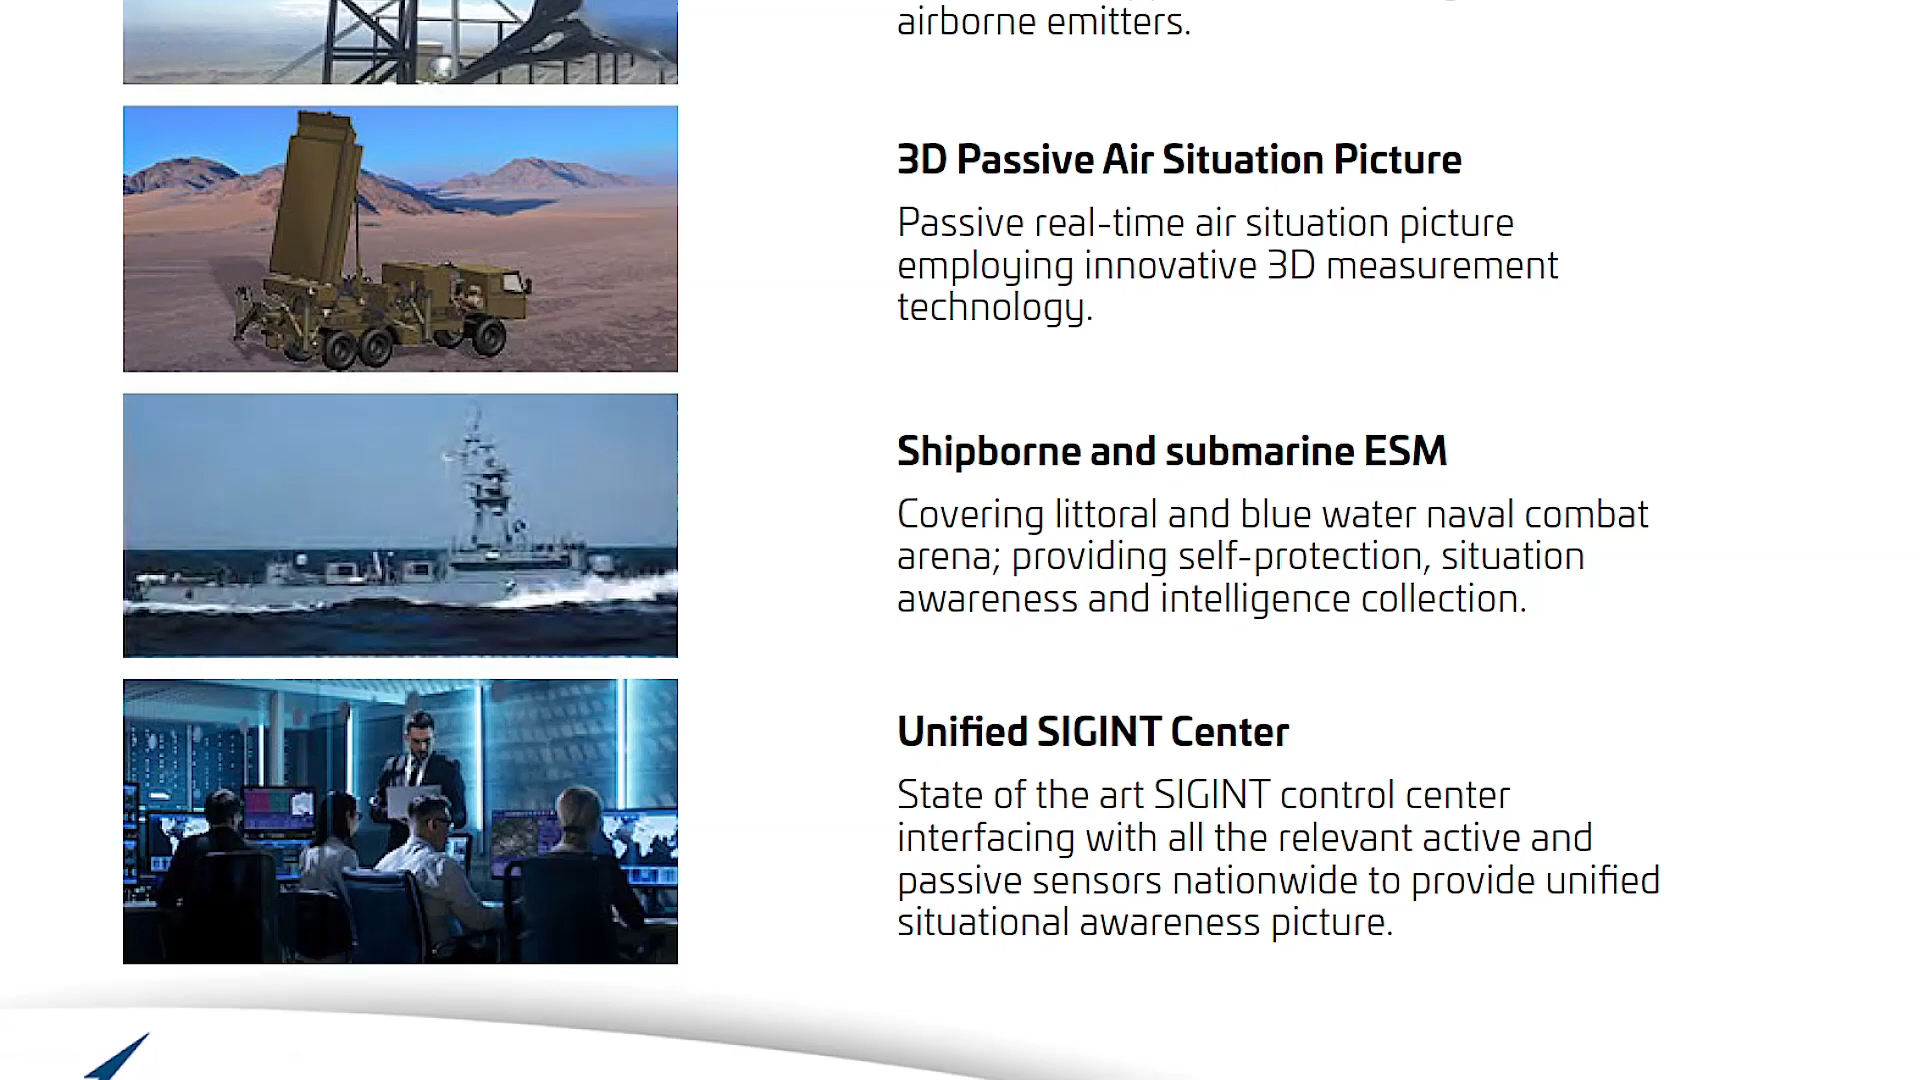 airborne emitters.
3D Passive Air Situation Picture
Passive real-time air situation picture
employing innovative 3D measurement
technology.
Shipborne and submarine ESM
Covering littoral and blue water naval combat
arena; providing self-protection, situation
awareness and intelligence collection.
Unified SIGINT Center
State of the art SIGINT control center
interfacing with all the relevant active and
passive sensors nationwide to provide unified
situational awareness picture.